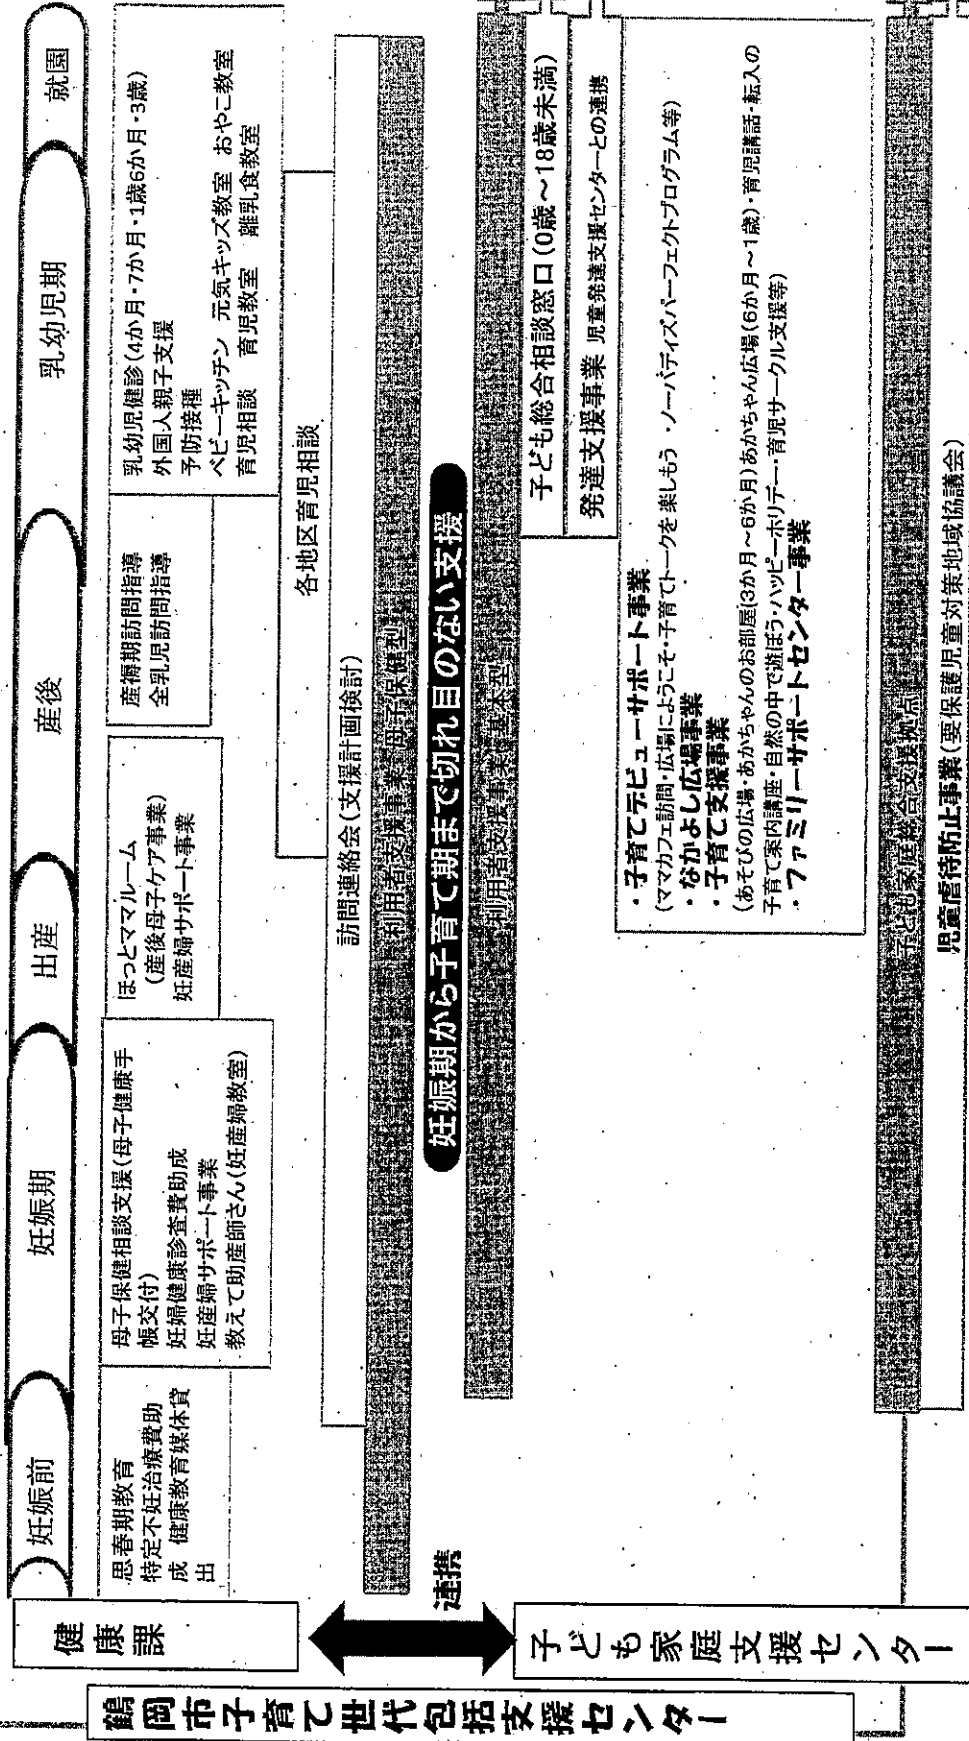 鶴岡市子育て世代包括支援センター
健康課
連携
子ども家庭支援センター
妊娠前
妊娠期
出産
産後
乳幼児期
就園
思春期教育
特定不妊治療費助
成 健康教育媒体貸
出
母子保健相談支援(母子健康手
帳交付)
妊婦健康診査費助成
妊産婦サポート事業
教えて助産師さん(妊産婦教室)
ほっとママルーム
(産後母子ケア事業)
妊産婦サポート事業
産褥期訪問指導
全乳児訪問指導
乳幼児健診(4か月・7か月・1歳6か月・3歳)
外国人親子支援
予防接種
ベビーキッチン 元気キッズ教室 おやこ教室
育児相談 育児教室 離乳食教室
各地区育児相談
訪問連絡会(支援計画検討)
利用者支援事業 母子保健型
妊娠期から子育て期まで切れ目のない支援
利用者支援事業 基本型
子ども総合相談窓口(0歳～18歳未満)
発達支援事業 児童発達支援センターとの連携
・子育てデビューサポート事業
(ママカフェ訪問・広場にようこそ・子育てトークを楽しもう ・ノーバディズパーフェクトプログラム等)
・なかよし広場事業
・子育て支援事業
(あそびの広場・あかちゃんのお部屋(3か月～6か月)あかちゃん広場(6か月～1歳)・育児講話・転入の
子育て案内講座・自然の中で遊ぼう・ハッピーホリデー・育児サークル支援等)
・ファミリーサポートセンター事業
子ども家庭総合支援拠点
児童虐待防止事業(要保護児童対策地域協議会)